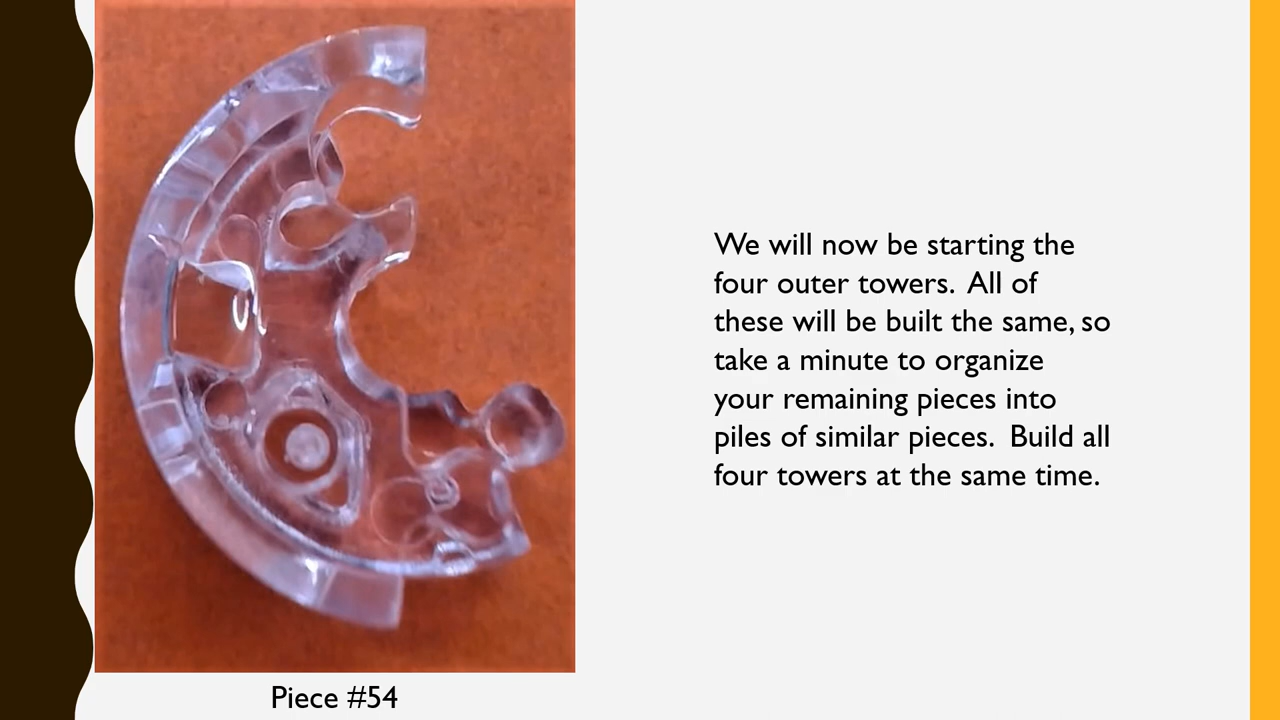 We will now be starting the
four outer towers.  All of
these will be built the same, so
take a minute to organize
your remaining pieces into
piles of similar pieces.  Build all
four towers at the same time.
Piece #54